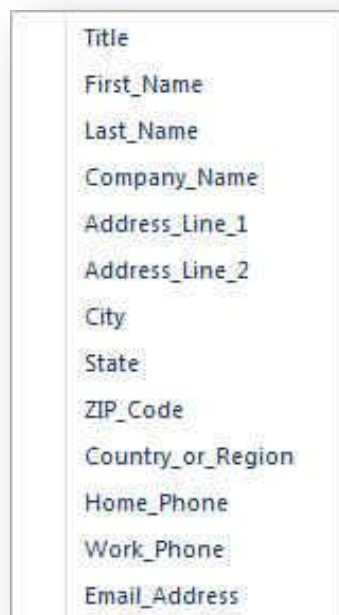 Title
First_Name
Last_Name
Company_Name
Address_Line_1
Address_Line_2
City
State
ZIP_Code
Country_or_Region
Home_Phone
Work_Phone
Email_Address